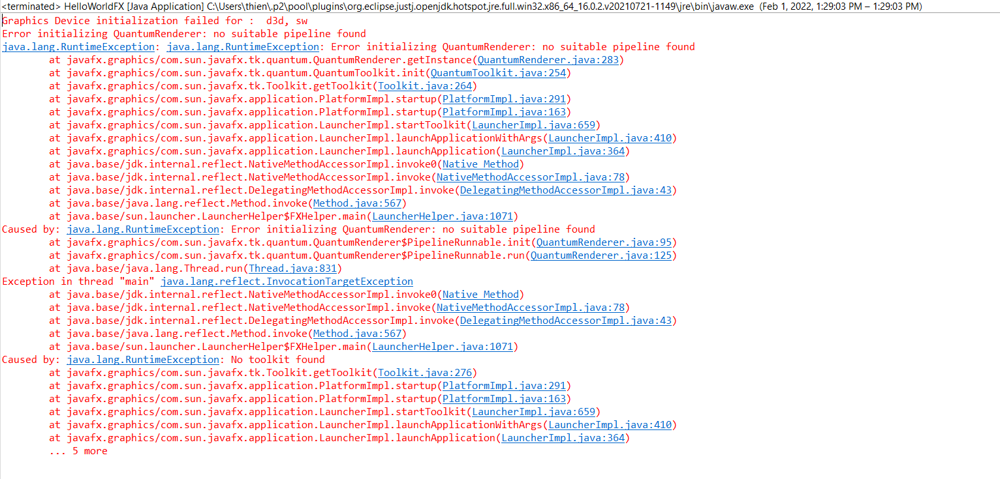 <terminated> HelloWorldFX [Java Application] C:\Users\thien\.p2\pool\plugins\org.eclipse.justj.openjdk.hotspot.jre.full.win32.x86_64_16.0.2.v20210721-1149\jre\bin\javaw.exe (Feb 1, 2022, 1:29:03 PM – 1:29:03 PM)
Graphics Device initialization failed for :  d3d, sw
Error initializing QuantumRenderer: no suitable pipeline found
java.lang.RuntimeException: java.lang.RuntimeException: Error initializing QuantumRenderer: no suitable pipeline found
	at javafx.graphics/com.sun.javafx.tk.quantum.QuantumRenderer.getInstance(QuantumRenderer.java:283)
	at javafx.graphics/com.sun.javafx.tk.quantum.QuantumToolkit.init(QuantumToolkit.java:254)
	at javafx.graphics/com.sun.javafx.tk.Toolkit.getToolkit(Toolkit.java:264)
	at javafx.graphics/com.sun.javafx.application.PlatformImpl.startup(PlatformImpl.java:291)
	at javafx.graphics/com.sun.javafx.application.PlatformImpl.startup(PlatformImpl.java:163)
	at javafx.graphics/com.sun.javafx.application.LauncherImpl.startToolkit(LauncherImpl.java:659)
	at javafx.graphics/com.sun.javafx.application.LauncherImpl.launchApplicationWithArgs(LauncherImpl.java:410)
	at javafx.graphics/com.sun.javafx.application.LauncherImpl.launchApplication(LauncherImpl.java:364)
	at java.base/jdk.internal.reflect.NativeMethodAccessorImpl.invoke0(Native Method)
	at java.base/jdk.internal.reflect.NativeMethodAccessorImpl.invoke(NativeMethodAccessorImpl.java:78)
	at java.base/jdk.internal.reflect.DelegatingMethodAccessorImpl.invoke(DelegatingMethodAccessorImpl.java:43)
	at java.base/java.lang.reflect.Method.invoke(Method.java:567)
	at java.base/sun.launcher.LauncherHelper$FXHelper.main(LauncherHelper.java:1071)
Caused by: java.lang.RuntimeException: Error initializing QuantumRenderer: no suitable pipeline found
	at javafx.graphics/com.sun.javafx.tk.quantum.QuantumRenderer$PipelineRunnable.init(QuantumRenderer.java:95)
	at javafx.graphics/com.sun.javafx.tk.quantum.QuantumRenderer$PipelineRunnable.run(QuantumRenderer.java:125)
	at java.base/java.lang.Thread.run(Thread.java:831)
Exception in thread "main" java.lang.reflect.InvocationTargetException
	at java.base/jdk.internal.reflect.NativeMethodAccessorImpl.invoke0(Native Method)
	at java.base/jdk.internal.reflect.NativeMethodAccessorImpl.invoke(NativeMethodAccessorImpl.java:78)
	at java.base/jdk.internal.reflect.DelegatingMethodAccessorImpl.invoke(DelegatingMethodAccessorImpl.java:43)
	at java.base/java.lang.reflect.Method.invoke(Method.java:567)
	at java.base/sun.launcher.LauncherHelper$FXHelper.main(LauncherHelper.java:1071)
Caused by: java.lang.RuntimeException: No toolkit found
	at javafx.graphics/com.sun.javafx.tk.Toolkit.getToolkit(Toolkit.java:276)
	at javafx.graphics/com.sun.javafx.application.PlatformImpl.startup(PlatformImpl.java:291)
	at javafx.graphics/com.sun.javafx.application.PlatformImpl.startup(PlatformImpl.java:163)
	at javafx.graphics/com.sun.javafx.application.LauncherImpl.startToolkit(LauncherImpl.java:659)
	at javafx.graphics/com.sun.javafx.application.LauncherImpl.launchApplicationWithArgs(LauncherImpl.java:410)
	at javafx.graphics/com.sun.javafx.application.LauncherImpl.launchApplication(LauncherImpl.java:364)
	... 5 more